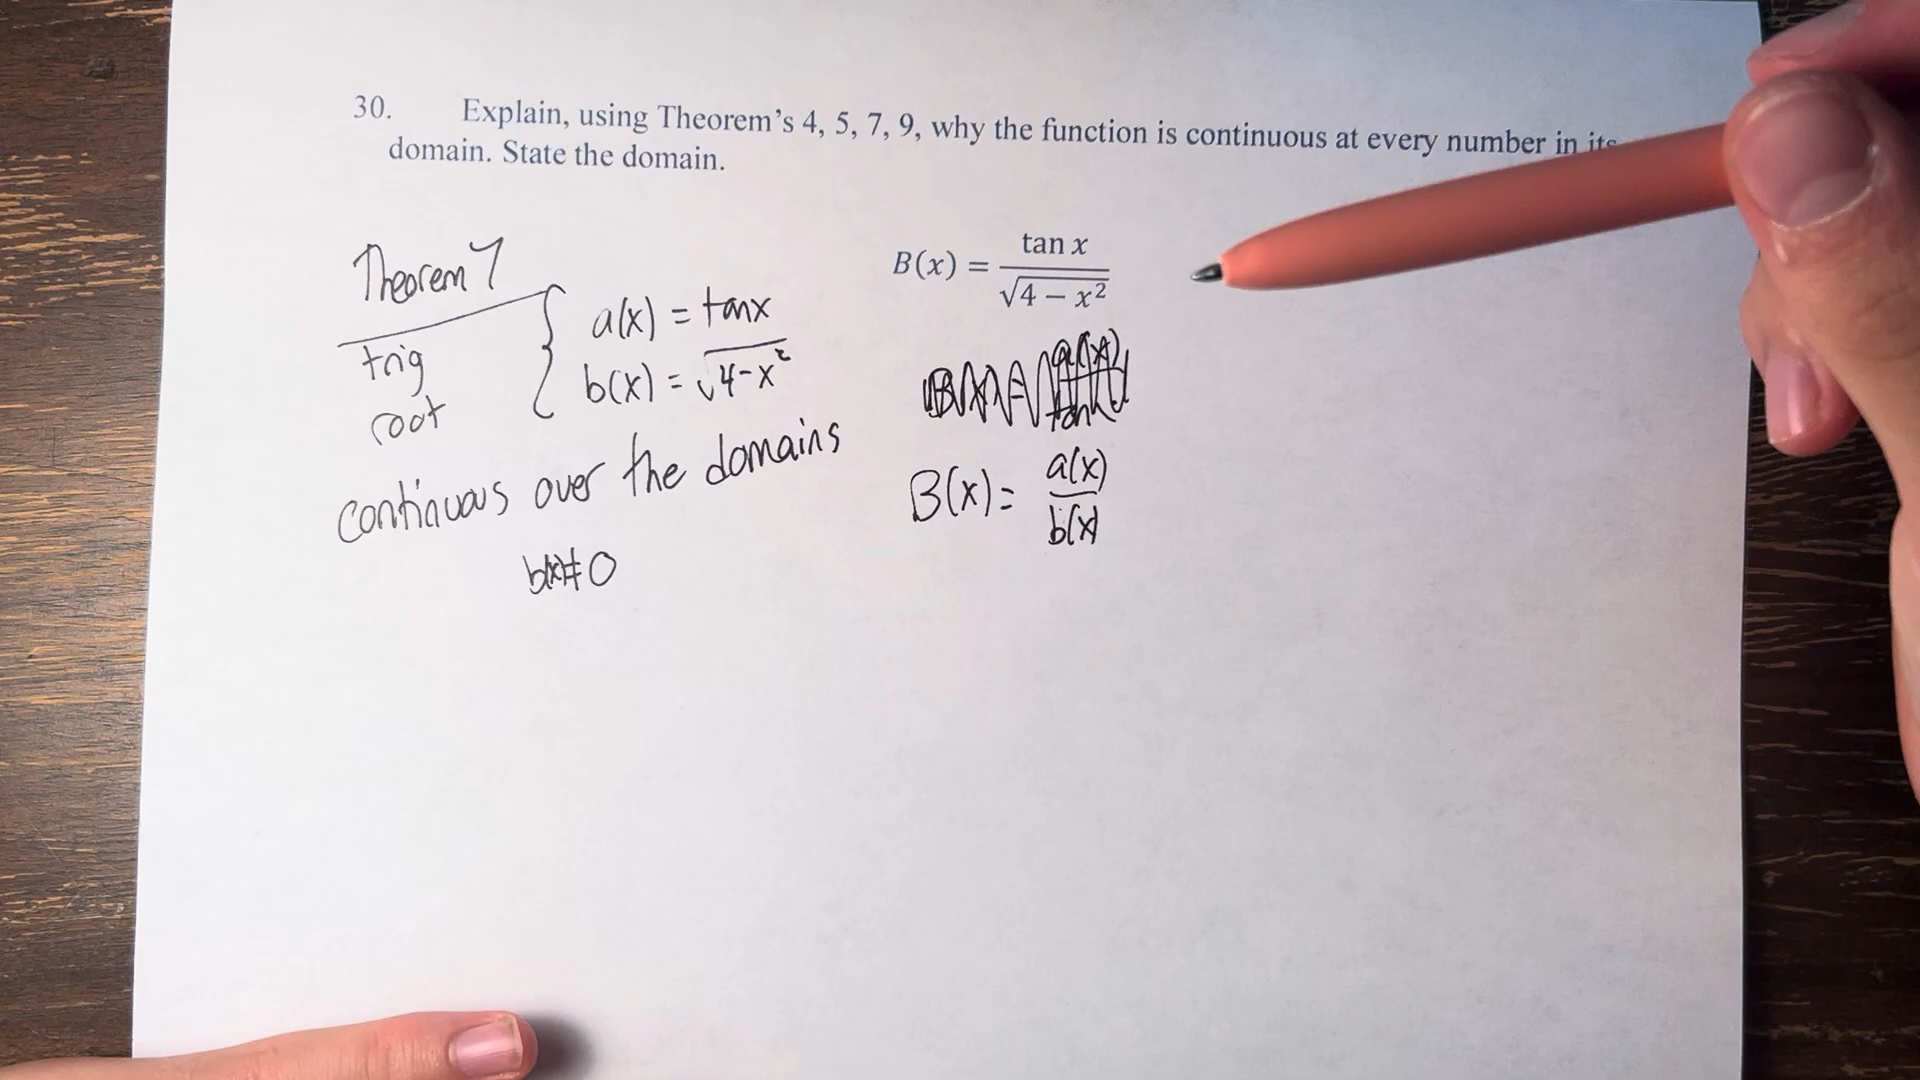 30. Explain, using Theorem's 4, 5, 7, 9, why the function is continuous at every number in its
domain. State the domain.
B(x) = tan x / √(4 − x²)
Theorem 7
trig
root
a(x) = tanx
b(x) = √4-x²
continuous over the domains
b(x)≠0
B(x) = a(x)/b(x)